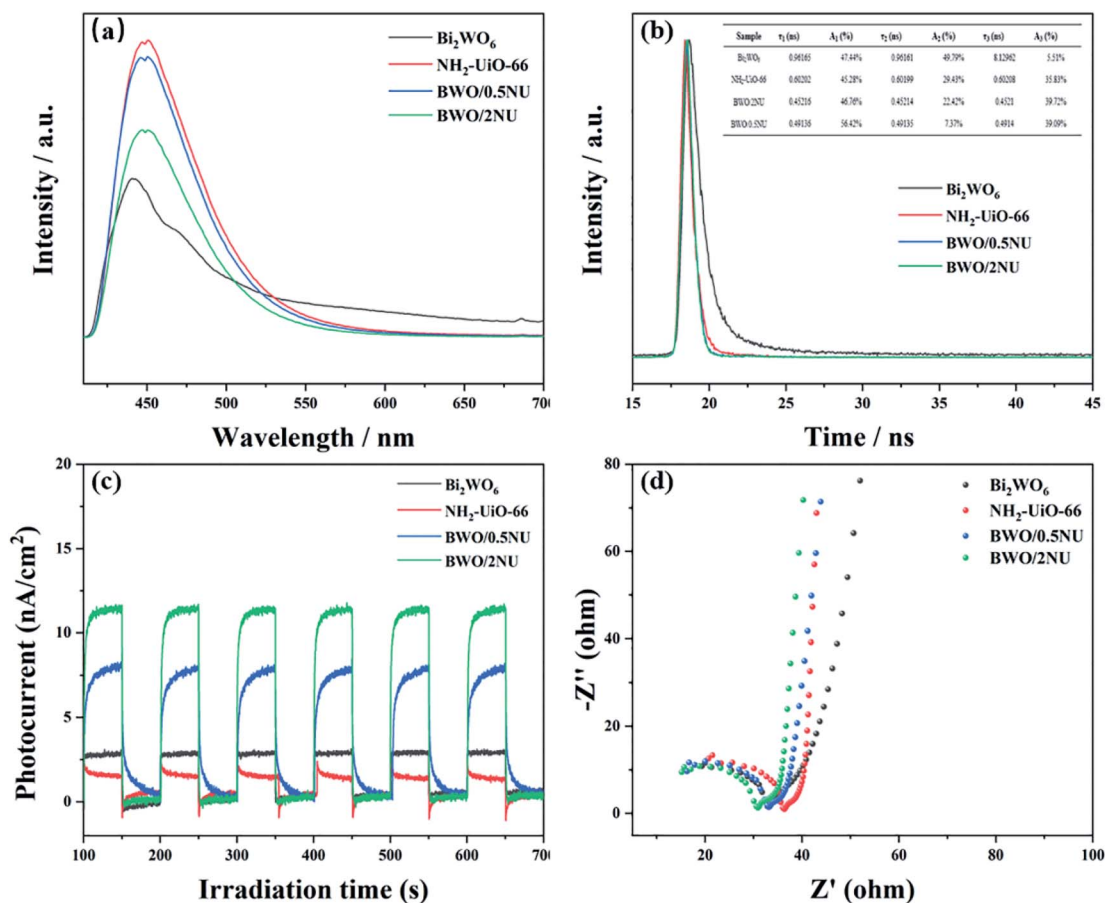 (a)
Bi2WO6
NH2-UiO-66
BWO/0.5NU
BWO/2NU
Intensity / a.u.
450 500 550 600 650 700
Wavelength / nm
(b)
Sample τ1 (ns) A1 (%) τ2 (ns) A2 (%) τ3 (ns) A3 (%)
Bi2WO6 0.96165 47.44% 0.96161 49.79% 8.12962 5.51%
NH2-UiO-66 0.60202 45.28% 0.60199 29.43% 0.60208 35.83%
BWO/2NU 0.45216 46.76% 0.45214 22.42% 0.4521 39.72%
BWO/0.5NU 0.49136 56.42% 0.49135 7.37% 0.4914 39.09%
Bi2WO6
NH2-UiO-66
BWO/0.5NU
BWO/2NU
Intensity / a.u.
15 20 25 30 35 40 45
Time / ns
(c)
Bi2WO6
NH2-UiO-66
BWO/0.5NU
BWO/2NU
Photocurrent (nA/cm2)
20
15
10
5
0
100 200 300 400 500 600 700
Irradiation time (s)
(d)
Bi2WO6
NH2-UiO-66
BWO/0.5NU
BWO/2NU
-Z'' (ohm)
80
60
40
20
0
20 40 60 80 100
Z' (ohm)